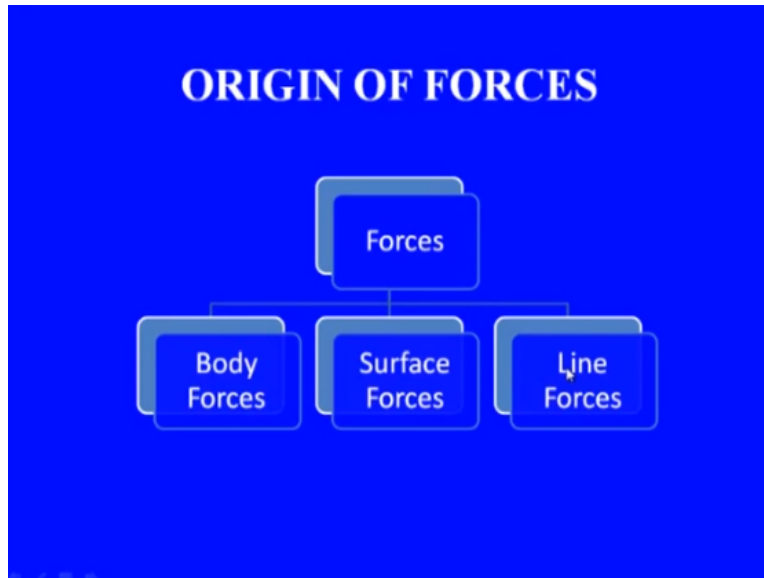 ORIGIN OF FORCES
Forces
Body
Forces
Surface
Forces
Line
Forces